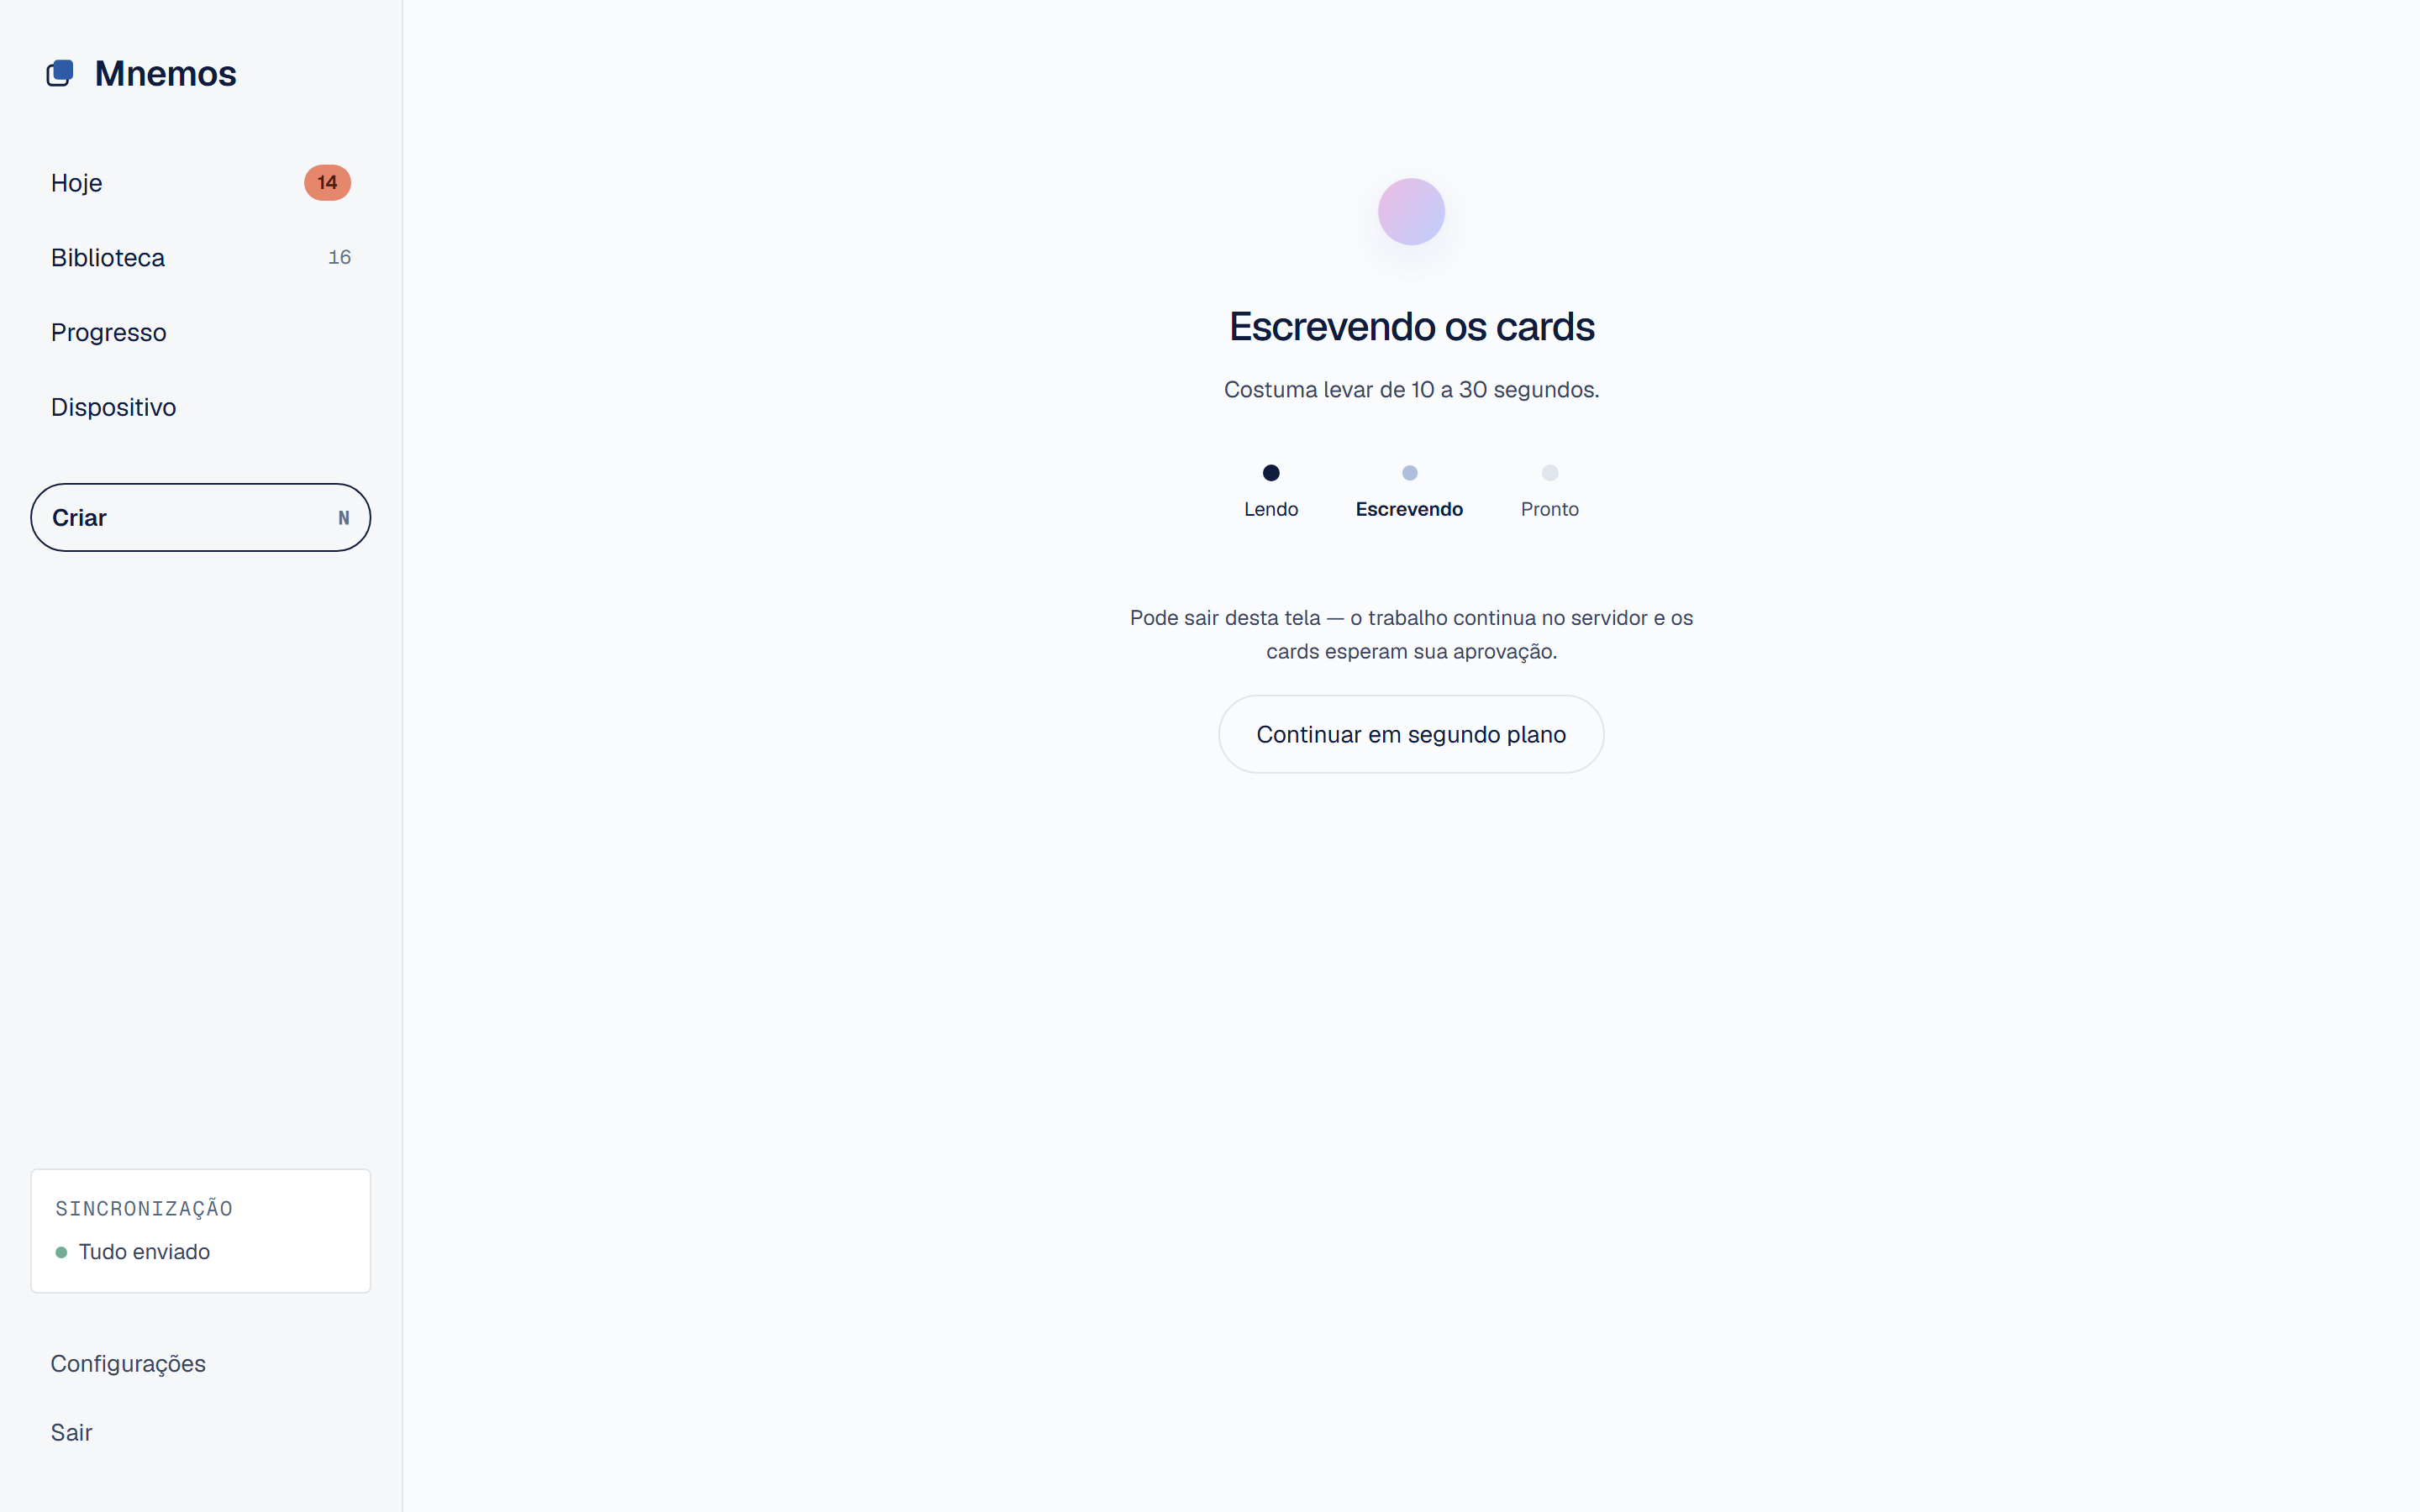 Mnemos
Hoje 14
Biblioteca 16
Progresso
Dispositivo
Criar N
SINCRONIZAÇÃO
Tudo enviado
Configurações
Sair
Escrevendo os cards
Costuma levar de 10 a 30 segundos.
Lendo Escrevendo Pronto
Pode sair desta tela — o trabalho continua no servidor e os
cards esperam sua aprovação.
Continuar em segundo plano